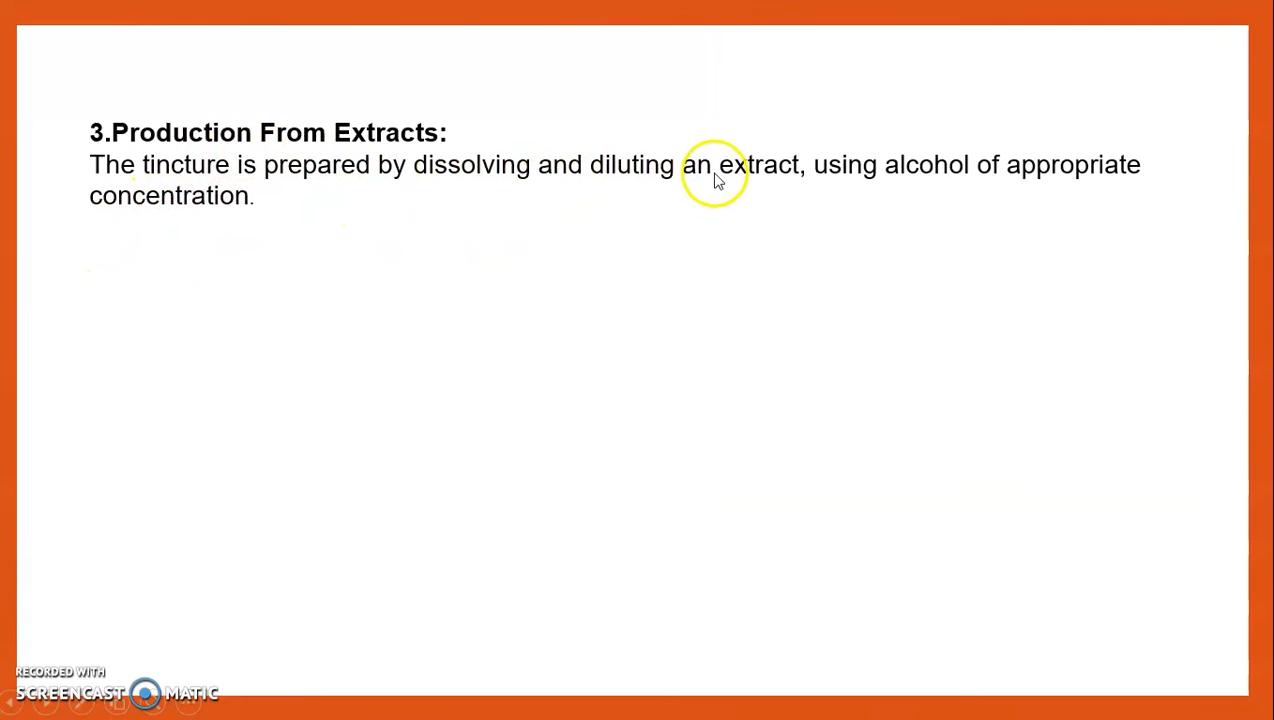 3.Production From Extracts:
The tincture is prepared by dissolving and diluting an extract, using alcohol of appropriate
concentration.
RECORDED WITH
SCREENCAST MATIC